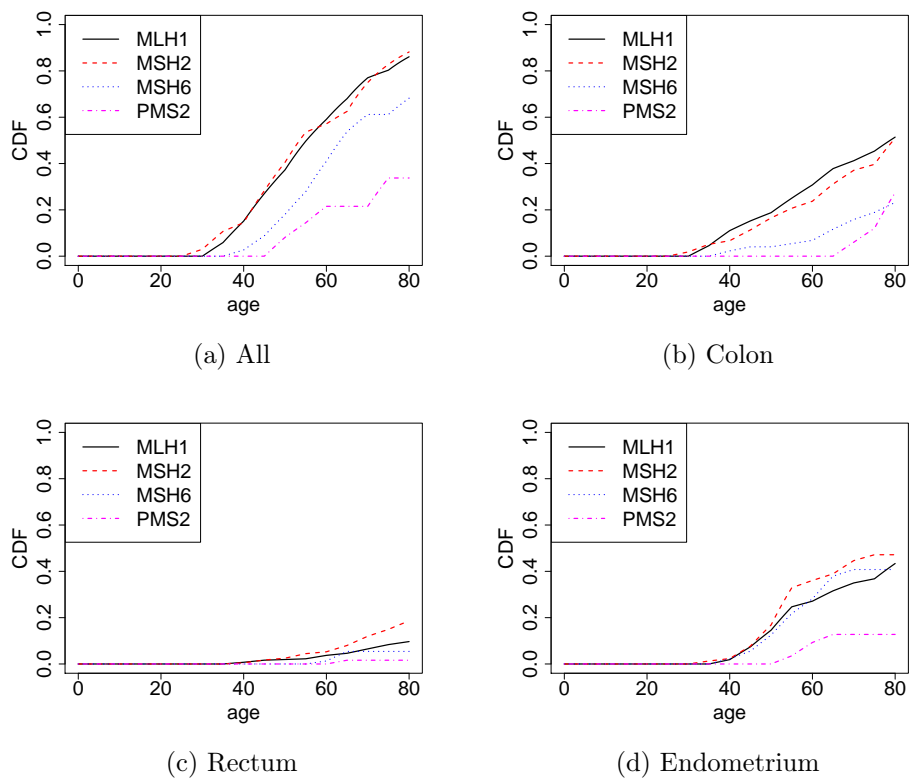 1.0
0.8
0.6
0.4
0.2
0.0
CDF
MLH1
MSH2
MSH6
PMS2
0 20 40 60 80
age
(a) All
1.0
0.8
0.6
0.4
0.2
0.0
CDF
MLH1
MSH2
MSH6
PMS2
0 20 40 60 80
age
(b) Colon
1.0
0.8
0.6
0.4
0.2
0.0
CDF
MLH1
MSH2
MSH6
PMS2
0 20 40 60 80
age
(c) Rectum
1.0
0.8
0.6
0.4
0.2
0.0
CDF
MLH1
MSH2
MSH6
PMS2
0 20 40 60 80
age
(d) Endometrium